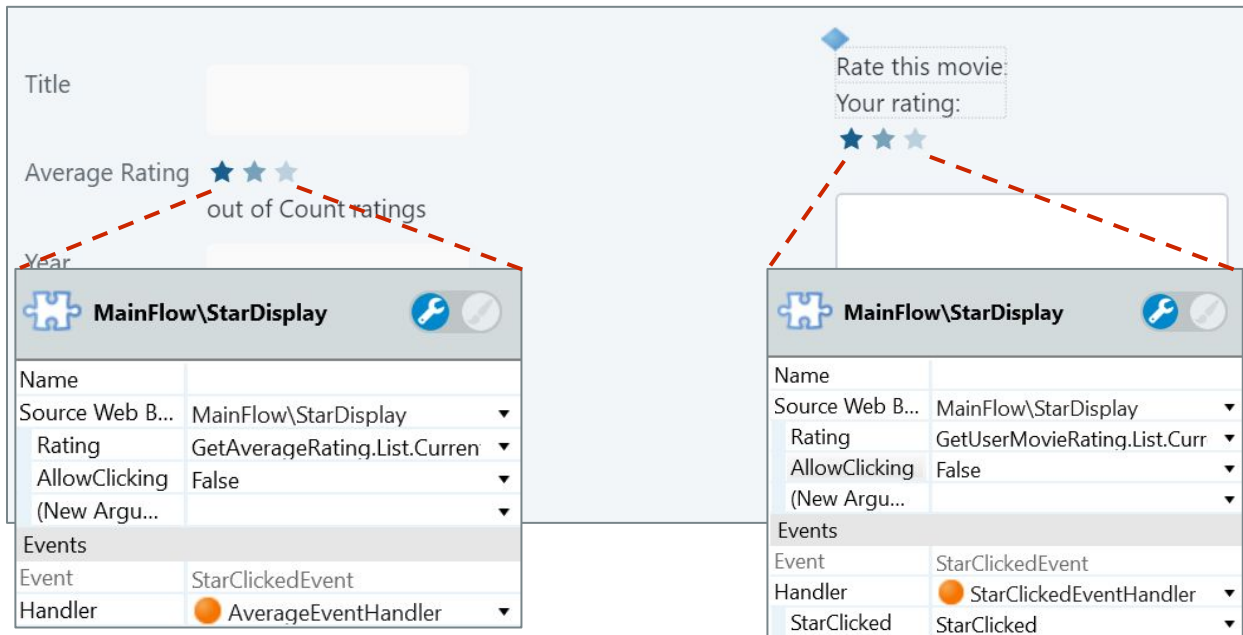 Title
Average Rating
out of Count ratings
Year
Rate this movie:
Your rating:
MainFlow\StarDisplay
Name
Source Web B... MainFlow\StarDisplay
Rating GetAverageRating.List.Curren
AllowClicking False
(New Argu...
Events
Event StarClickedEvent
Handler AverageEventHandler
MainFlow\StarDisplay
Name
Source Web B... MainFlow\StarDisplay
Rating GetUserMovieRating.List.Curr
AllowClicking False
(New Argu...
Events
Event StarClickedEvent
Handler StarClickedEventHandler
StarClicked StarClicked